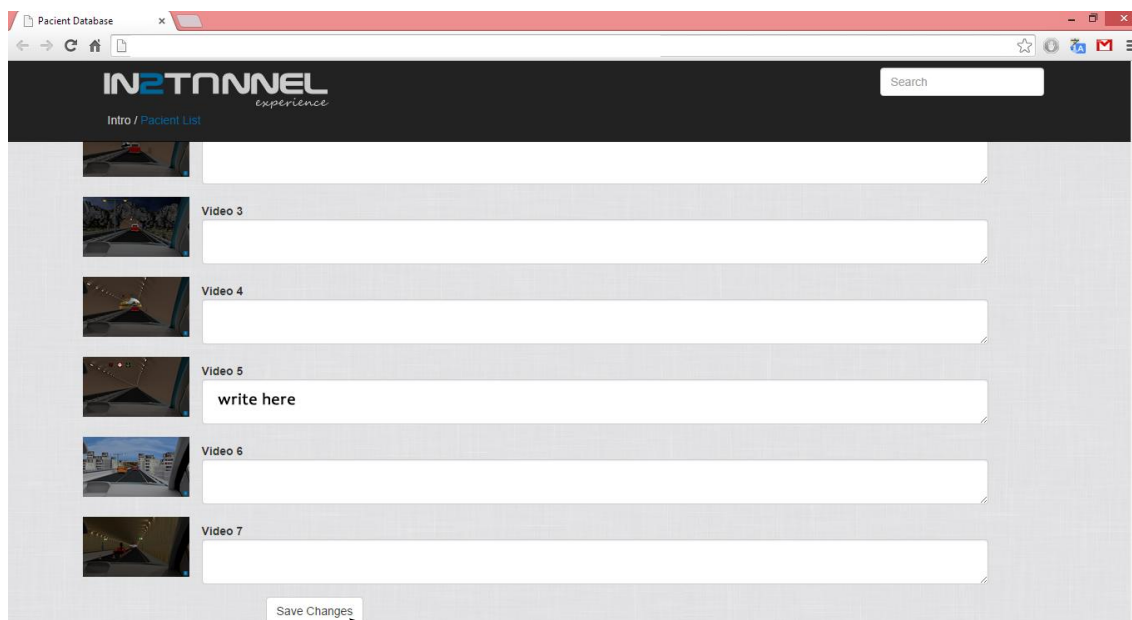 Pacient Database
IN2TUNNEL
experience
Search
Intro / Pacient List
Video 3
Video 4
Video 5
write here
Video 6
Video 7
Save Changes